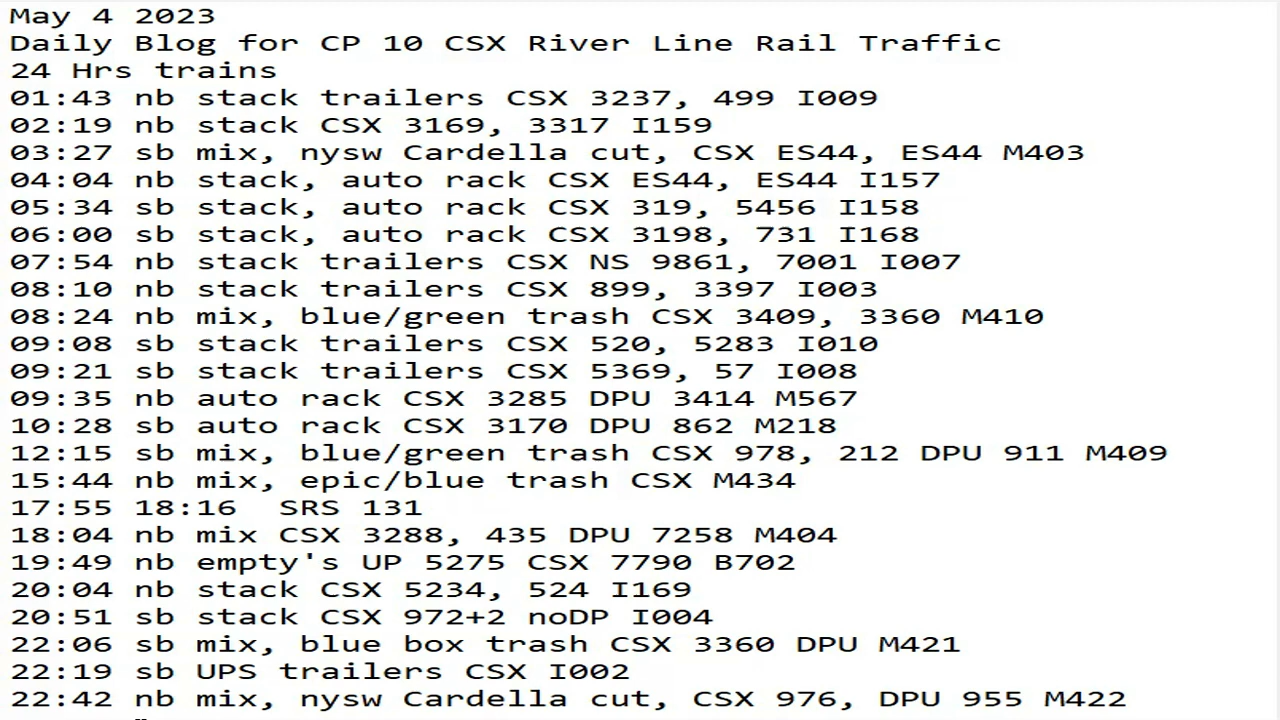 May 4 2023
Daily Blog for CP 10 CSX River Line Rail Traffic
24 Hrs trains
01:43 nb stack trailers CSX 3237, 499 I009
02:19 nb stack CSX 3169, 3317 I159
03:27 sb mix, nysw Cardella cut, CSX ES44, ES44 M403
04:04 nb stack, auto rack CSX ES44, ES44 I157
05:34 sb stack, auto rack CSX 319, 5456 I158
06:00 sb stack, auto rack CSX 3198, 731 I168
07:54 nb stack trailers CSX NS 9861, 7001 I007
08:10 nb stack trailers CSX 899, 3397 I003
08:24 nb mix, blue/green trash CSX 3409, 3360 M410
09:08 sb stack trailers CSX 520, 5283 I010
09:21 sb stack trailers CSX 5369, 57 I008
09:35 nb auto rack CSX 3285 DPU 3414 M567
10:28 sb auto rack CSX 3170 DPU 862 M218
12:15 sb mix, blue/green trash CSX 978, 212 DPU 911 M409
15:44 nb mix, epic/blue trash CSX M434
17:55 18:16  SRS 131
18:04 nb mix CSX 3288, 435 DPU 7258 M404
19:49 nb empty's UP 5275 CSX 7790 B702
20:04 nb stack CSX 5234, 524 I169
20:51 sb stack CSX 972+2 noDP I004
22:06 sb mix, blue box trash CSX 3360 DPU M421
22:19 sb UPS trailers CSX I002
22:42 nb mix, nysw Cardella cut, CSX 976, DPU 955 M422